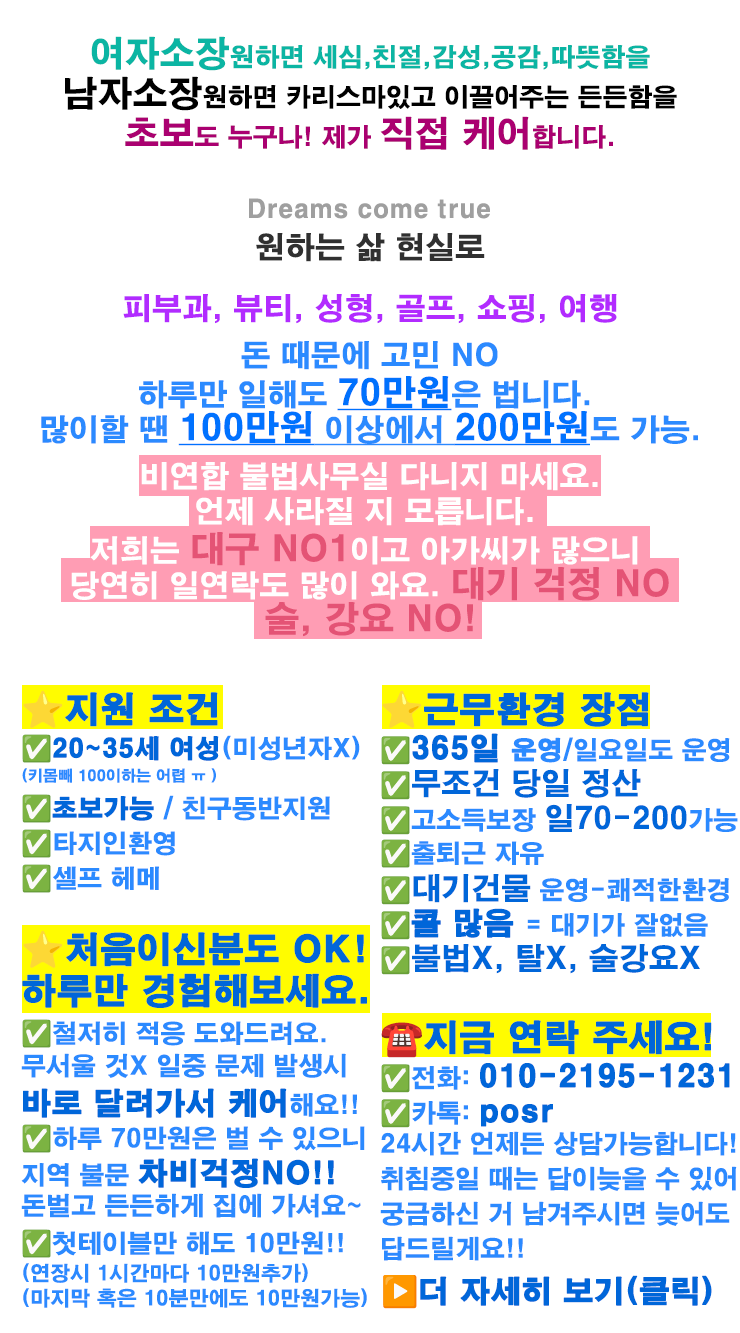 여자소장원하면 세심,친절,감성,공감,따뜻함을
남자소장원하면 카리스마있고 이끌어주는 든든함을
초보도 누구나! 제가 직접 케어합니다.
Dreams come true
원하는 삶 현실로
피부과, 뷰티, 성형, 골프, 쇼핑, 여행
돈 때문에 고민 NO
하루만 일해도 70만원은 법니다.
많이할 땐 100만원 이상에서 200만원도 가능.
비연합 불법사무실 다니지 마세요.
언제 사라질 지 모릅니다.
저희는 대구 NO1이고 아가씨가 많으니
당연히 일연락도 많이 와요. 대기 걱정 NO
술, 강요 NO!
⭐지원 조건
✅20~35세 여성(미성년자X)
(키몸빼 100이하는 어렵 ㅠ )
✅초보가능 / 친구동반지원
✅타지인환영
✅셀프 헤메
⭐처음이신분도 OK!
하루만 경험해보세요.
✅철저히 적응 도와드려요.
무서울 것X 일중 문제 발생시
바로 달려가서 케어해요!!
✅하루 70만원은 벌 수 있으니
지역 불문 차비걱정NO!!
돈벌고 든든하게 집에 가셔요~
✅첫테이블만 해도 10만원!!
(연장시 1시간마다 10만원추가)
(마지막 혹은 10분만에도 10만원가능)
⭐근무환경 장점
✅365일 운영/일요일도 운영
✅무조건 당일 정산
✅고소득보장 일70-200가능
✅출퇴근 자유
✅대기건물 운영-쾌적한환경
✅콜 많음 = 대기가 잘없음
✅불법X, 탈X, 술강요X
☎️지금 연락 주세요!
✅전화: 010-2195-1231
✅카톡: posr
24시간 언제든 상담가능합니다!
취침중일 때는 답이늦을 수 있어
궁금하신 거 남겨주시면 늦어도
답드릴게요!!
▶️더 자세히 보기(클릭)